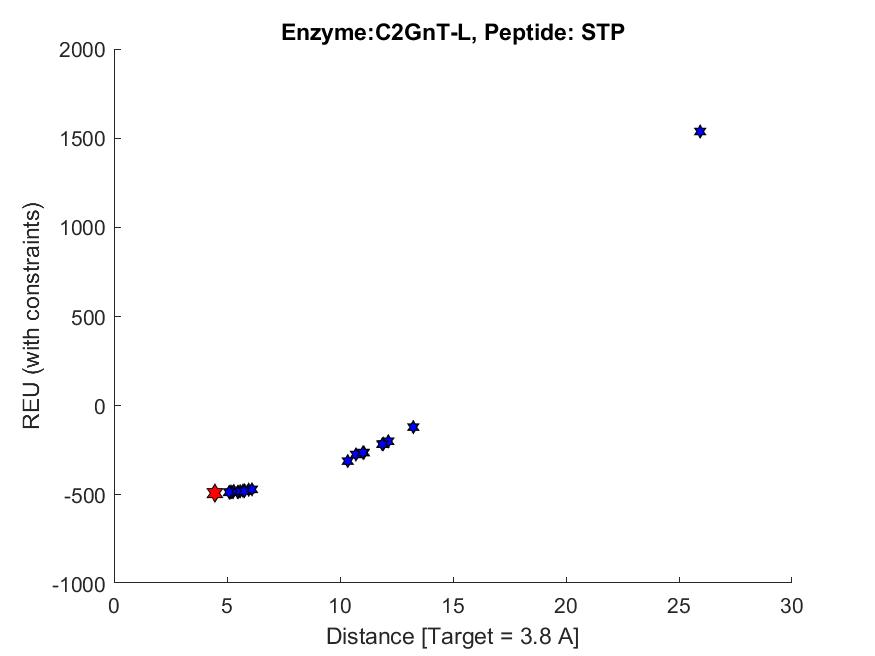 Enzyme:C2GnT-L, Peptide: STP
2000
1500
1000
500
0
-500
-1000
REU (with constraints)
0 5 10 15 20 25 30
Distance [Target = 3.8 A]